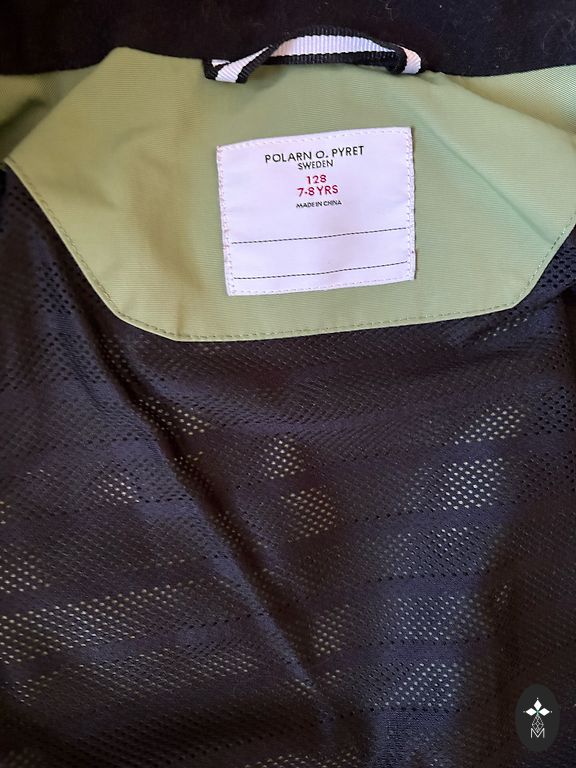 POLARN O. PYRET
SWEDEN
128
7-8 YRS
MADE IN CHINA
M